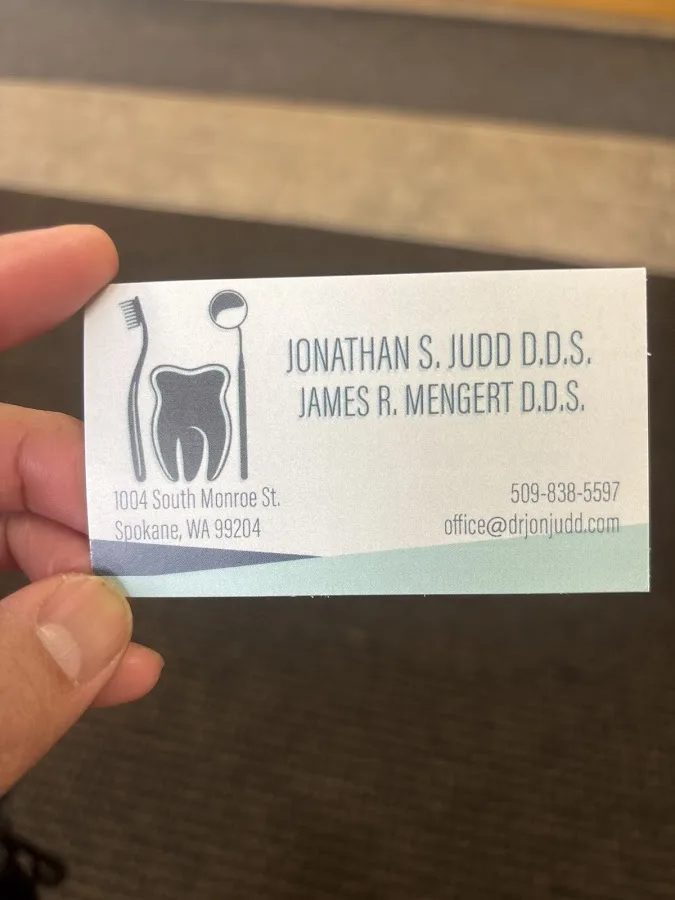 JONATHAN S. JUDD D.D.S.
JAMES R. MENGERT D.D.S.
1004 South Monroe St.
Spokane, WA 99204
509-838-5597
office@drjonjudd.com